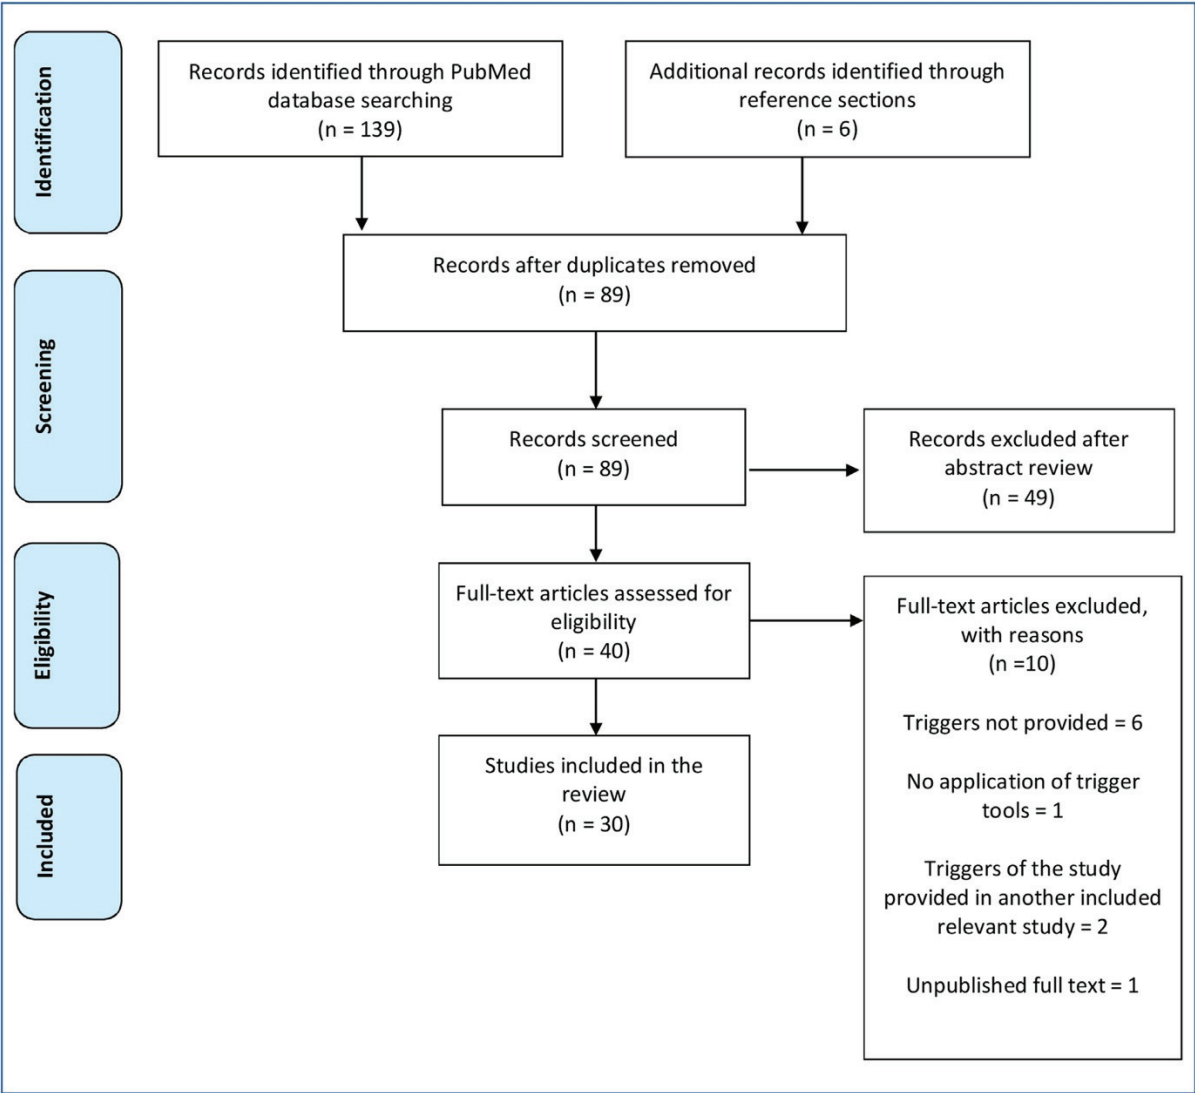 Identification
Records identified through PubMed
database searching
(n = 139)
Additional records identified through
reference sections
(n = 6)
Records after duplicates removed
(n = 89)
Screening
Records screened
(n = 89)
Records excluded after
abstract review
(n = 49)
Eligibility
Full-text articles assessed for
eligibility
(n = 40)
Full-text articles excluded,
with reasons
(n =10)
Triggers not provided = 6
No application of trigger
tools = 1
Triggers of the study
provided in another included
relevant study = 2
Unpublished full text = 1
Included
Studies included in the
review
(n = 30)